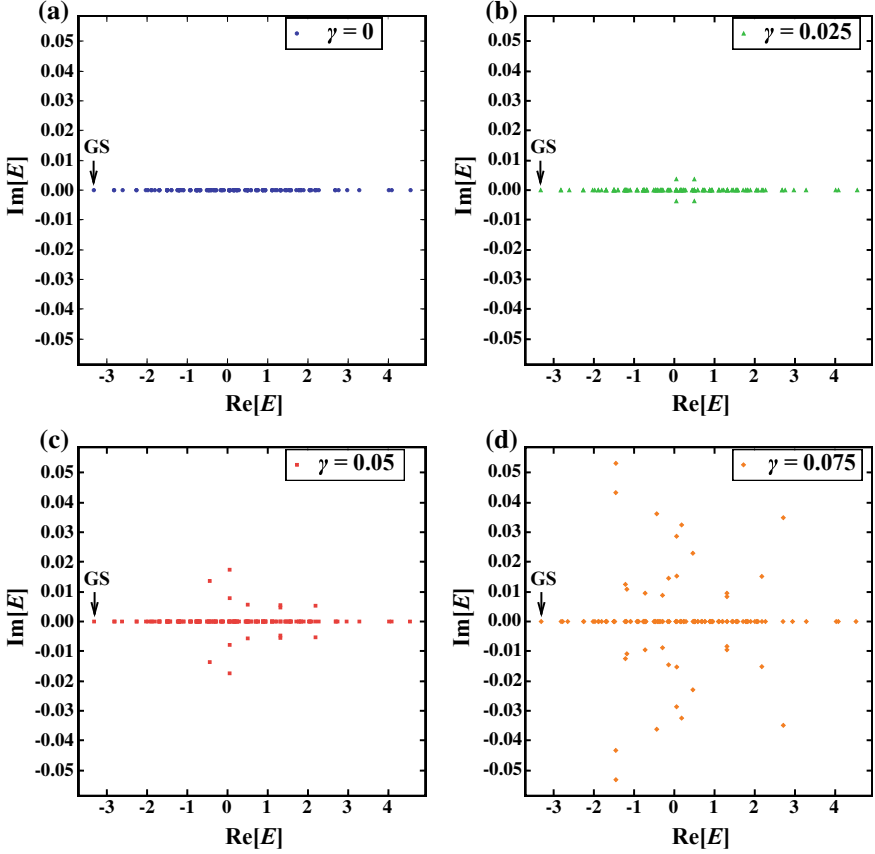 (a)
γ = 0
0.05
0.04
0.03
0.02
0.01
0.00
-0.01
-0.02
-0.03
-0.04
-0.05
Im[E]
GS
-3 -2 -1 0 1 2 3 4
Re[E]
(b)
γ = 0.025
0.05
0.04
0.03
0.02
0.01
0.00
-0.01
-0.02
-0.03
-0.04
-0.05
Im[E]
GS
-3 -2 -1 0 1 2 3 4
Re[E]
(c)
γ = 0.05
0.05
0.04
0.03
0.02
0.01
0.00
-0.01
-0.02
-0.03
-0.04
-0.05
Im[E]
GS
-3 -2 -1 0 1 2 3 4
Re[E]
(d)
γ = 0.075
0.05
0.04
0.03
0.02
0.01
0.00
-0.01
-0.02
-0.03
-0.04
-0.05
Im[E]
GS
-3 -2 -1 0 1 2 3 4
Re[E]